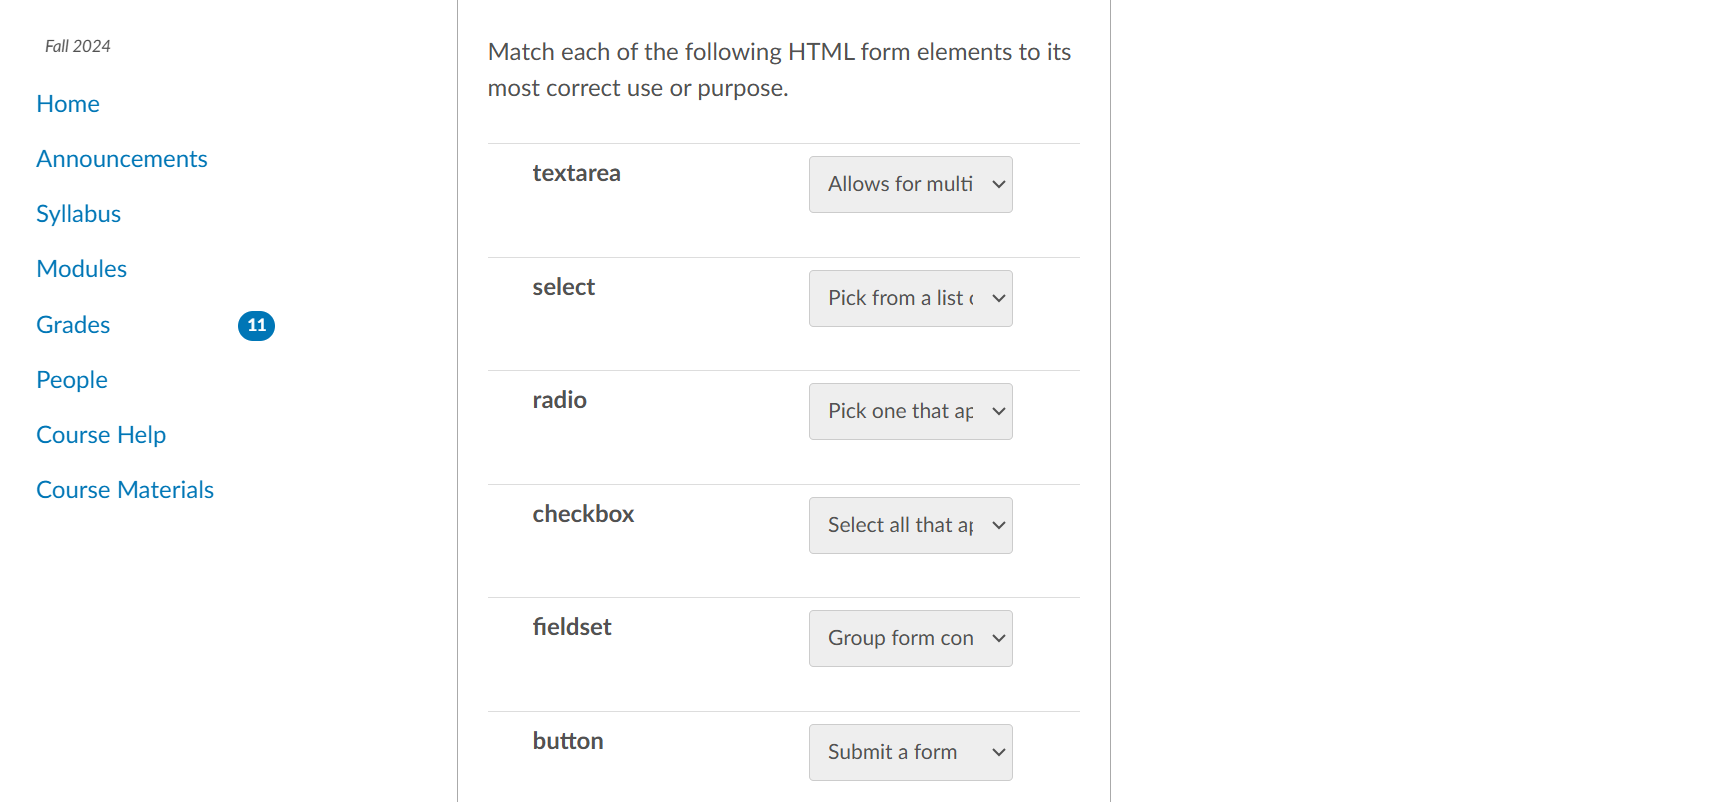 Fall 2024
Home
Announcements
Syllabus
Modules
Grades 11
People
Course Help
Course Materials
Match each of the following HTML form elements to its
most correct use or purpose.
textarea Allows for multi
select Pick from a list
radio Pick one that
checkbox Select all that
fieldset Group form con
button Submit a form